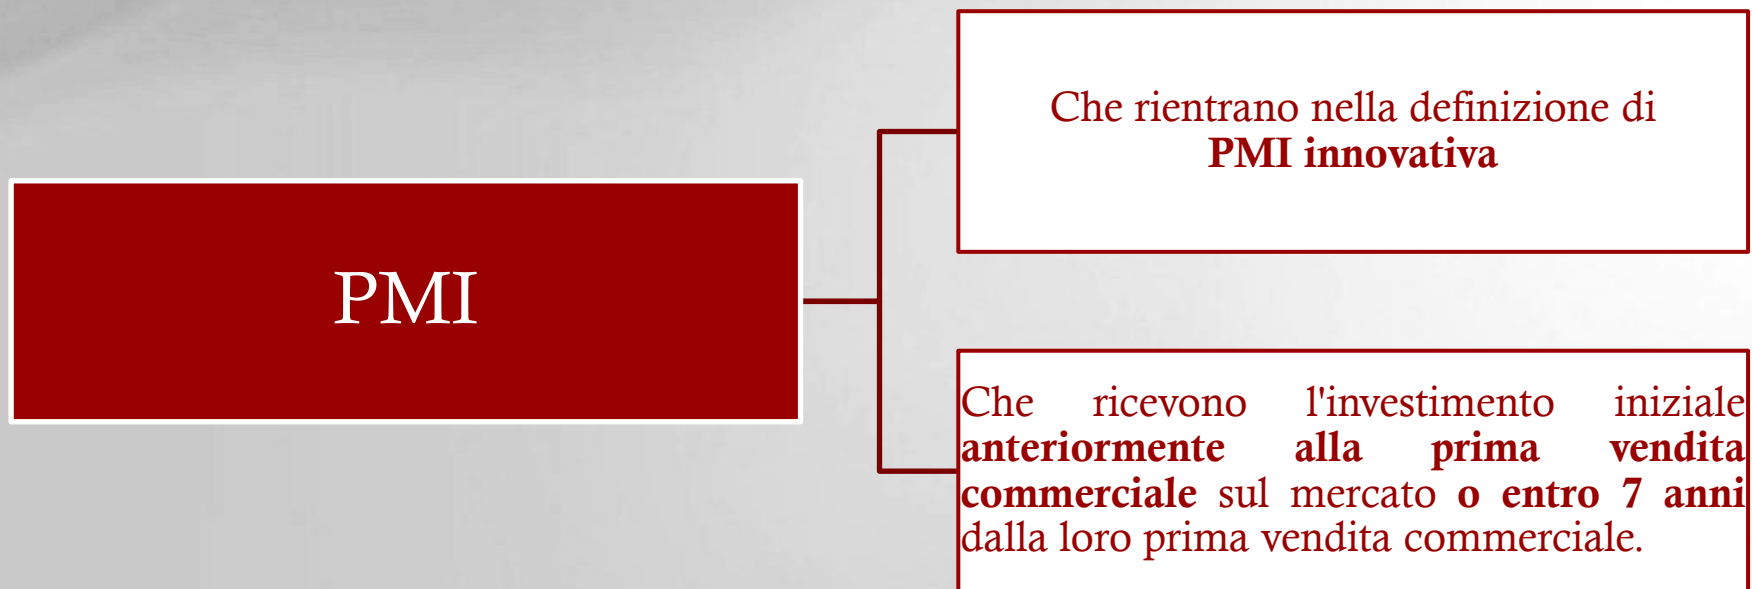 PMI
Che rientrano nella definizione di
PMI innovativa
Che ricevono l'investimento iniziale
anteriormente alla prima vendita
commerciale sul mercato o entro 7 anni
dalla loro prima vendita commerciale.